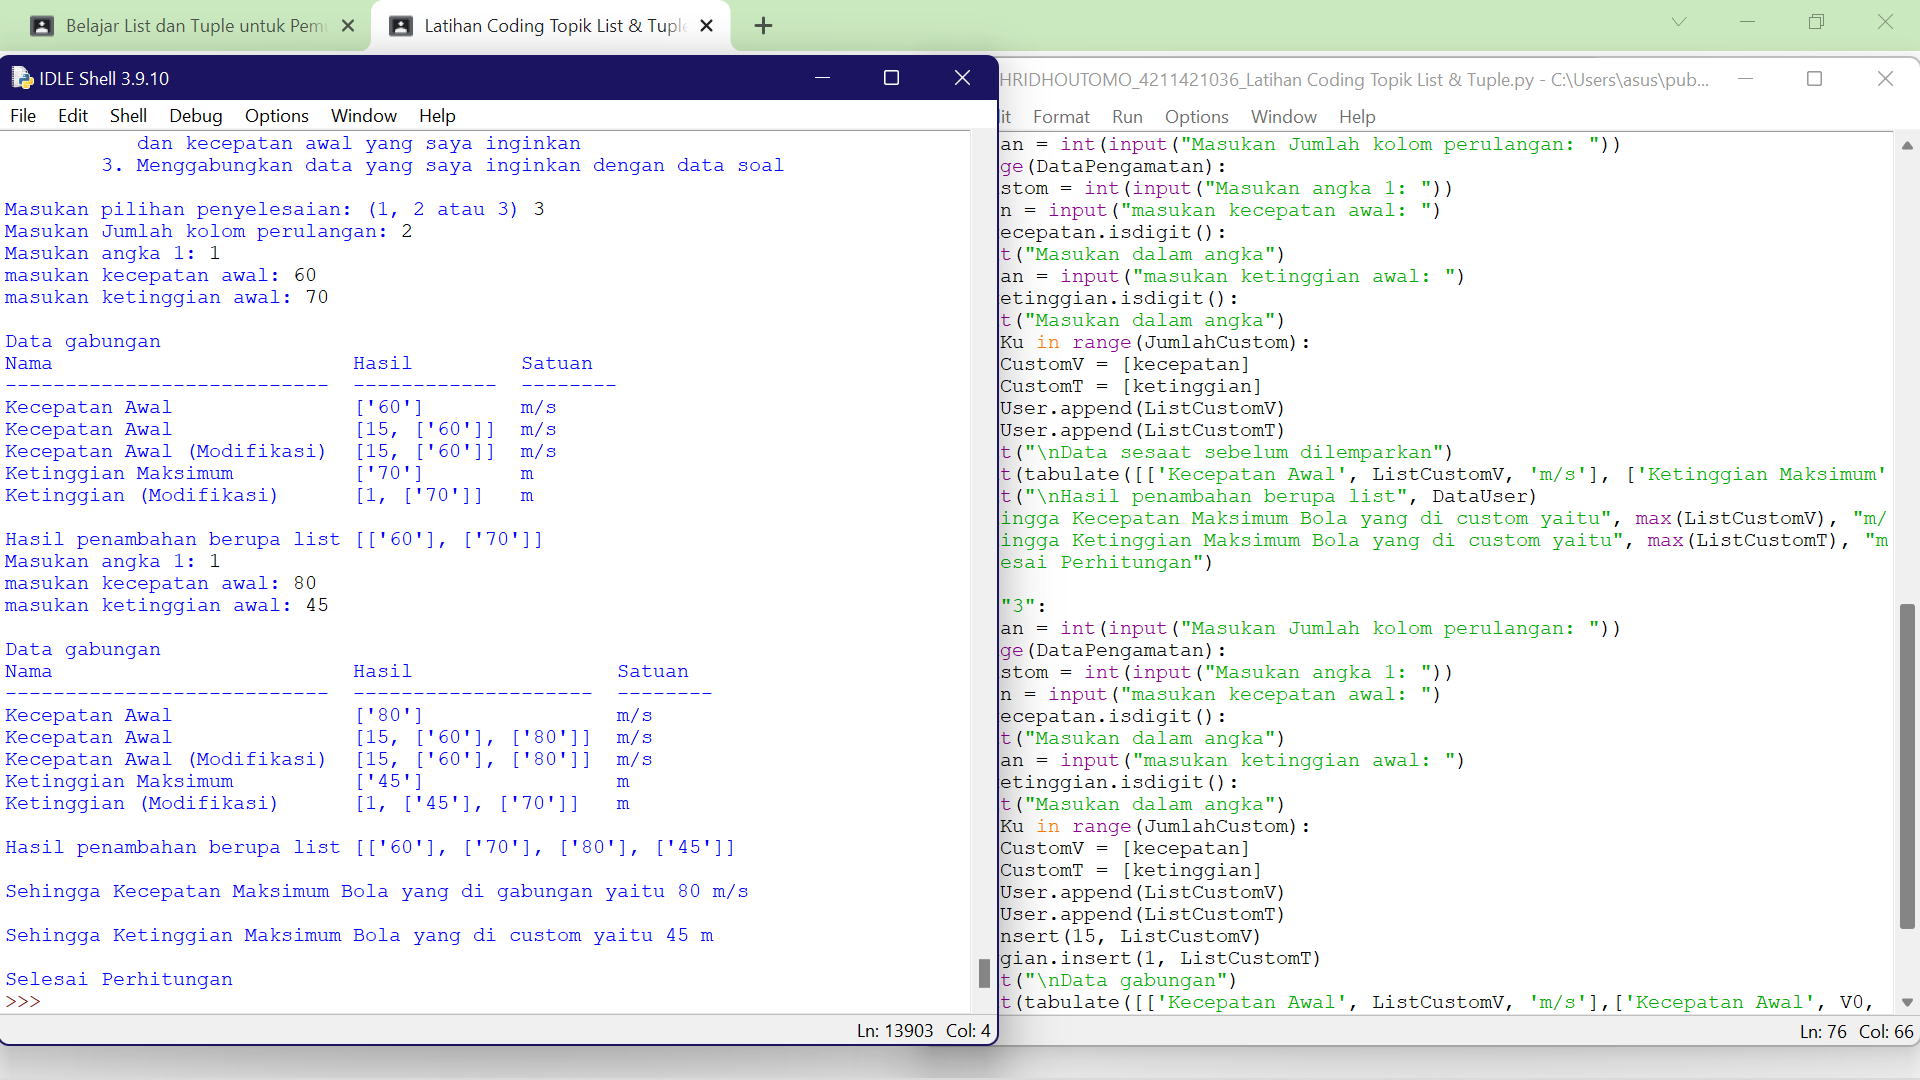 Belajar List dan Tuple untuk Pem
Latihan Coding Topik List & Tuple
IDLE Shell 3.9.10
File Edit Shell Debug Options Window Help
dan kecepatan awal yang saya inginkan
3. Menggabungkan data yang saya inginkan dengan data soal
Masukan pilihan penyelesaian: (1, 2 atau 3) 3
Masukan Jumlah kolom perulangan: 2
Masukan angka 1: 1
masukan kecepatan awal: 60
masukan ketinggian awal: 70
Data gabungan
Nama Hasil Satuan
--------------------------- ------------ --------
Kecepatan Awal ['60'] m/s
Kecepatan Awal [15, ['60']] m/s
Kecepatan Awal (Modifikasi) [15, ['60']] m/s
Ketinggian Maksimum ['70'] m
Ketinggian (Modifikasi) [1, ['70']] m
Hasil penambahan berupa list [['60'], ['70']]
Masukan angka 1: 1
masukan kecepatan awal: 80
masukan ketinggian awal: 45
Data gabungan
Nama Hasil Satuan
--------------------------- -------------------- --------
Kecepatan Awal ['80'] m/s
Kecepatan Awal [15, ['60'], ['80']] m/s
Kecepatan Awal (Modifikasi) [15, ['60'], ['80']] m/s
Ketinggian Maksimum ['45'] m
Ketinggian (Modifikasi) [1, ['45'], ['70']] m
Hasil penambahan berupa list [['60'], ['70'], ['80'], ['45']]
Sehingga Kecepatan Maksimum Bola yang di gabungan yaitu 80 m/s
Sehingga Ketinggian Maksimum Bola yang di custom yaitu 45 m
Selesai Perhitungan
>>>
Ln: 13903 Col: 4
HRIDHOUTOMO_4211421036_Latihan Coding Topik List & Tuple.py - C:\Users\asus\pub...
it Format Run Options Window Help
an = int(input("Masukan Jumlah kolom perulangan: "))
ge(DataPengamatan):
stom = int(input("Masukan angka 1: "))
n = input("masukan kecepatan awal: ")
ecepatan.isdigit():
t("Masukan dalam angka")
an = input("masukan ketinggian awal: ")
etinggian.isdigit():
t("Masukan dalam angka")
Ku in range(JumlahCustom):
CustomV = [kecepatan]
CustomT = [ketinggian]
User.append(ListCustomV)
User.append(ListCustomT)
t("\nData sesaat sebelum dilemparkan")
t(tabulate([['Kecepatan Awal', ListCustomV, 'm/s'], ['Ketinggian Maksimum'
t("\nHasil penambahan berupa list", DataUser)
ingga Kecepatan Maksimum Bola yang di custom yaitu", max(ListCustomV), "m/
ingga Ketinggian Maksimum Bola yang di custom yaitu", max(ListCustomT), "m
esai Perhitungan")
"3":
an = int(input("Masukan Jumlah kolom perulangan: "))
ge(DataPengamatan):
stom = int(input("Masukan angka 1: "))
n = input("masukan kecepatan awal: ")
ecepatan.isdigit():
t("Masukan dalam angka")
an = input("masukan ketinggian awal: ")
etinggian.isdigit():
t("Masukan dalam angka")
Ku in range(JumlahCustom):
CustomV = [kecepatan]
CustomT = [ketinggian]
User.append(ListCustomV)
User.append(ListCustomT)
nsert(15, ListCustomV)
gian.insert(1, ListCustomT)
t("\nData gabungan")
t(tabulate([['Kecepatan Awal', ListCustomV, 'm/s'],['Kecepatan Awal', V0,
Ln: 76 Col: 66